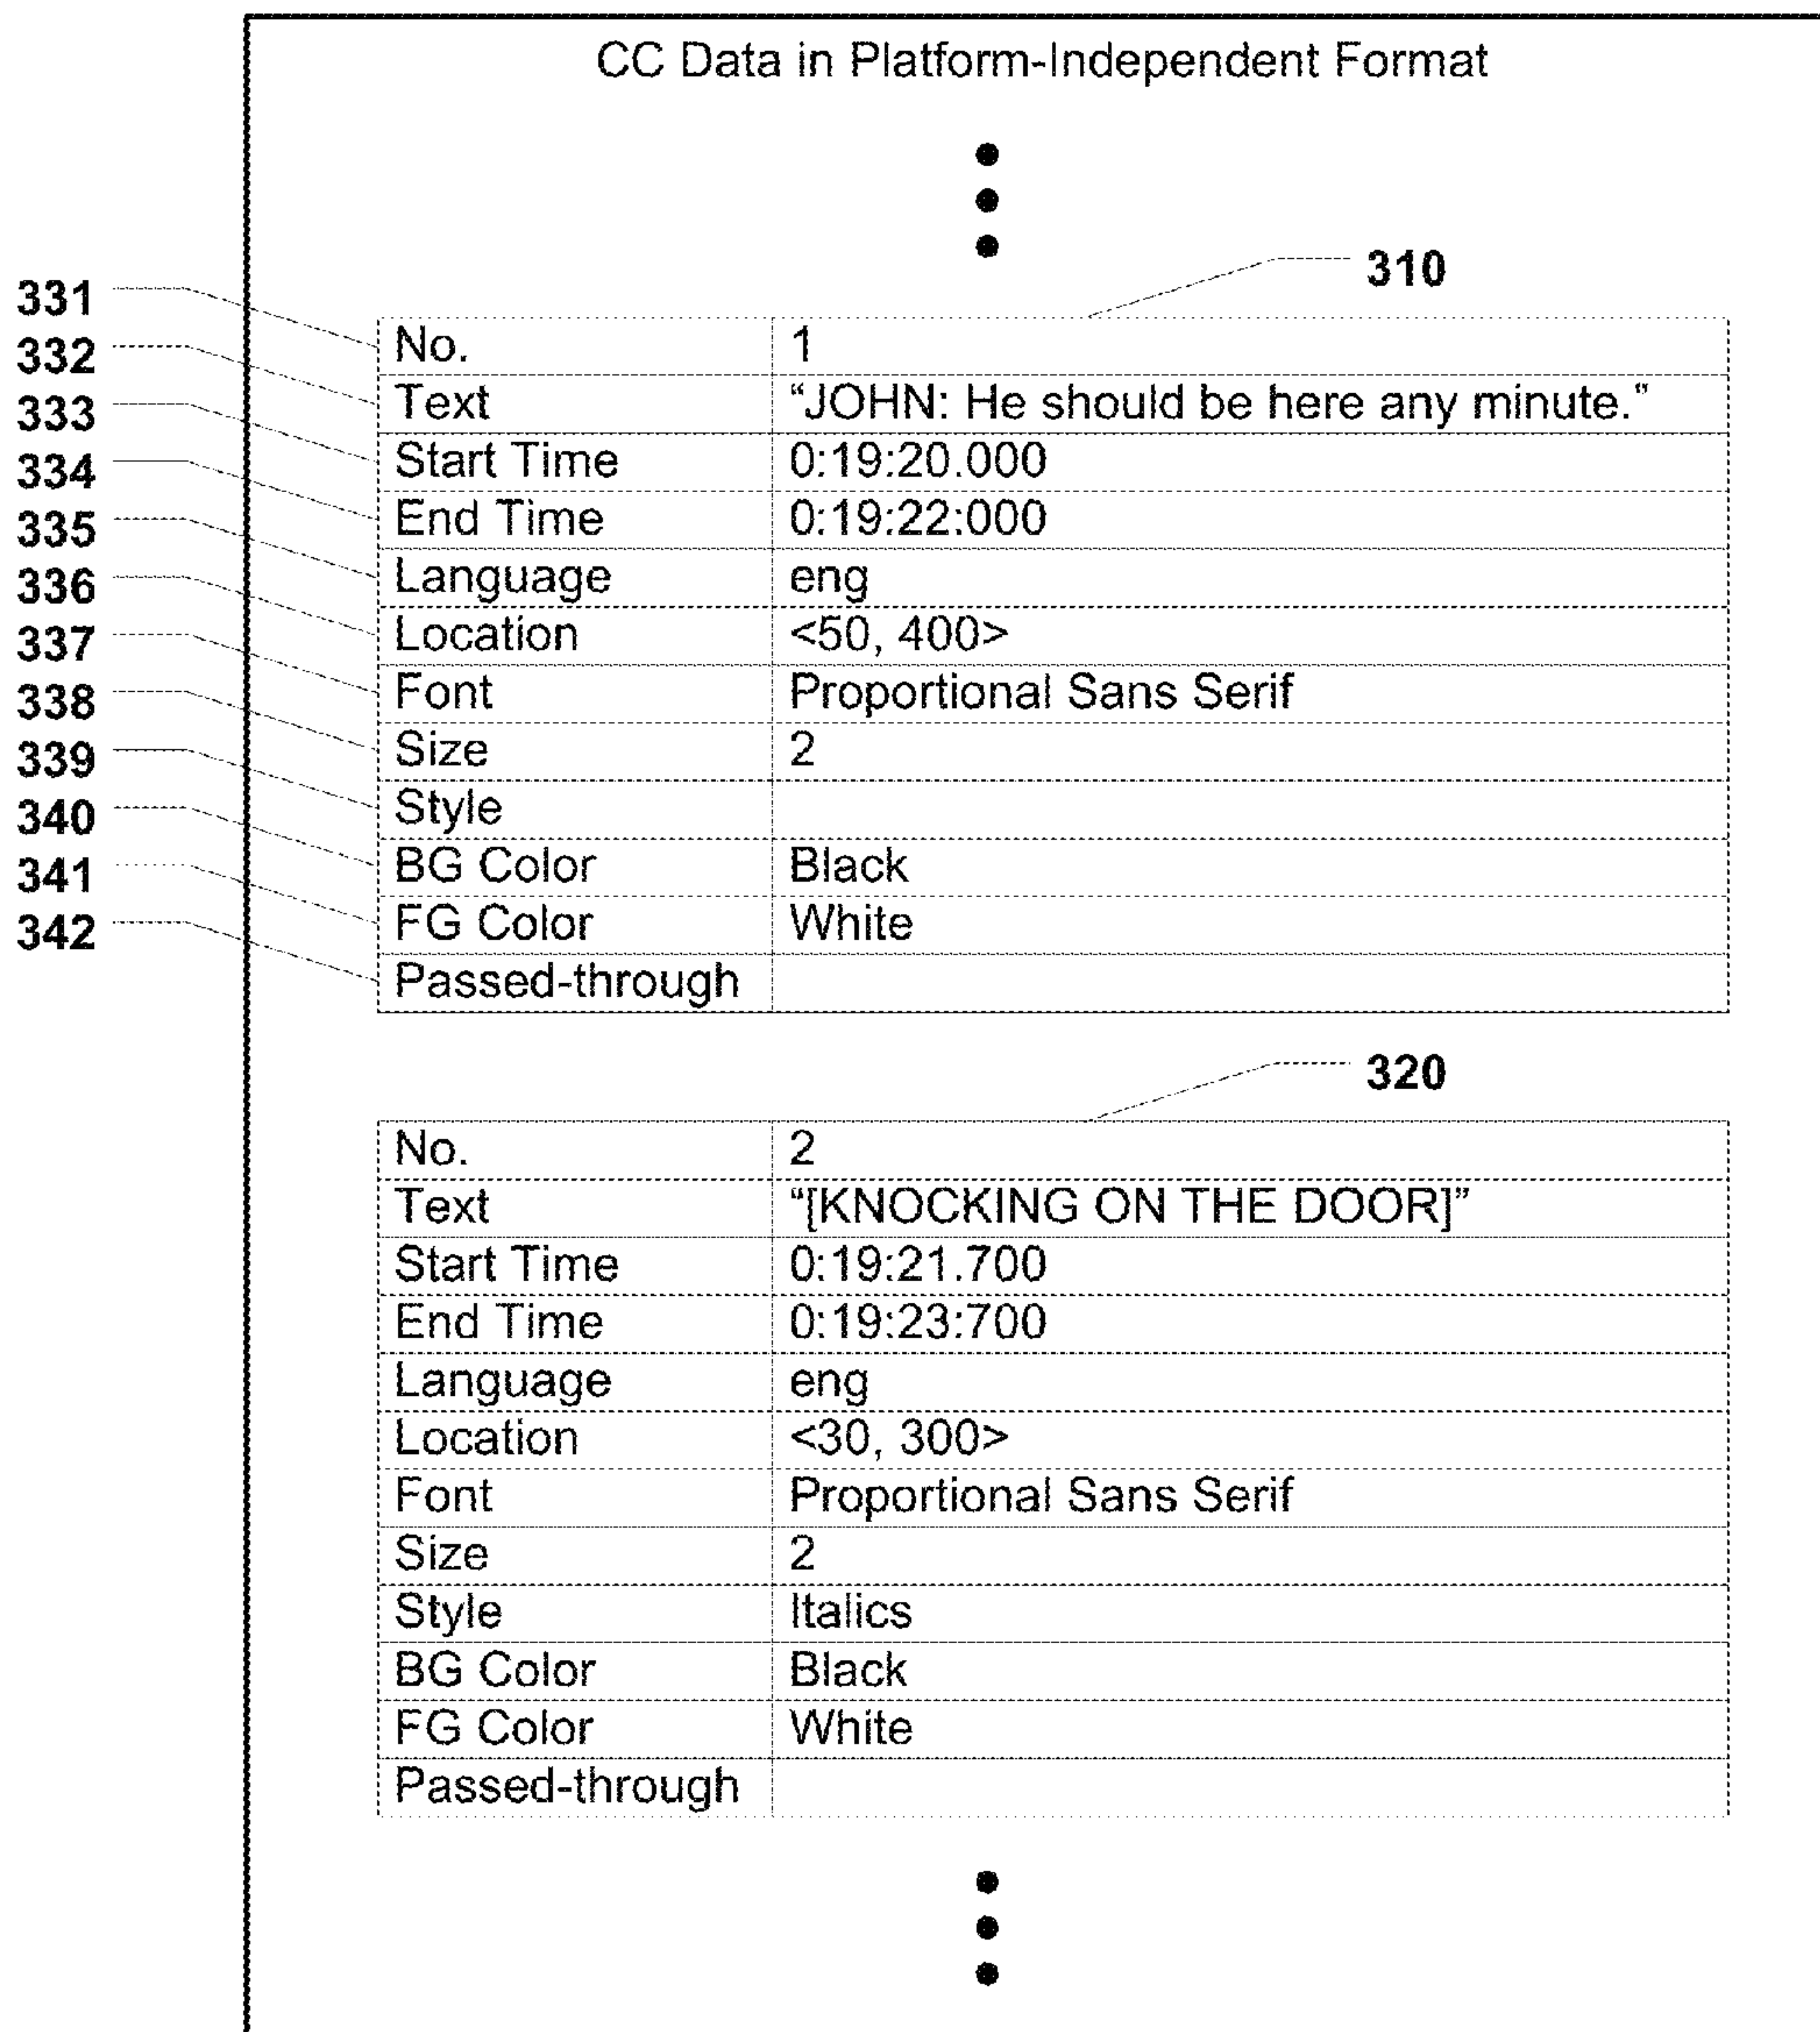 CC Data in Platform-Independent Format
310
331 No. 1
332 Text “JOHN: He should be here any minute.”
333 Start Time 0:19:20.000
334 End Time 0:19:22:000
335 Language eng
336 Location <50, 400>
337 Font Proportional Sans Serif
338 Size 2
339 Style
340 BG Color Black
341 FG Color White
342 Passed-through
320
No. 2
Text “[KNOCKING ON THE DOOR]”
Start Time 0:19:21.700
End Time 0:19:23:700
Language eng
Location <30, 300>
Font Proportional Sans Serif
Size 2
Style Italics
BG Color Black
FG Color White
Passed-through